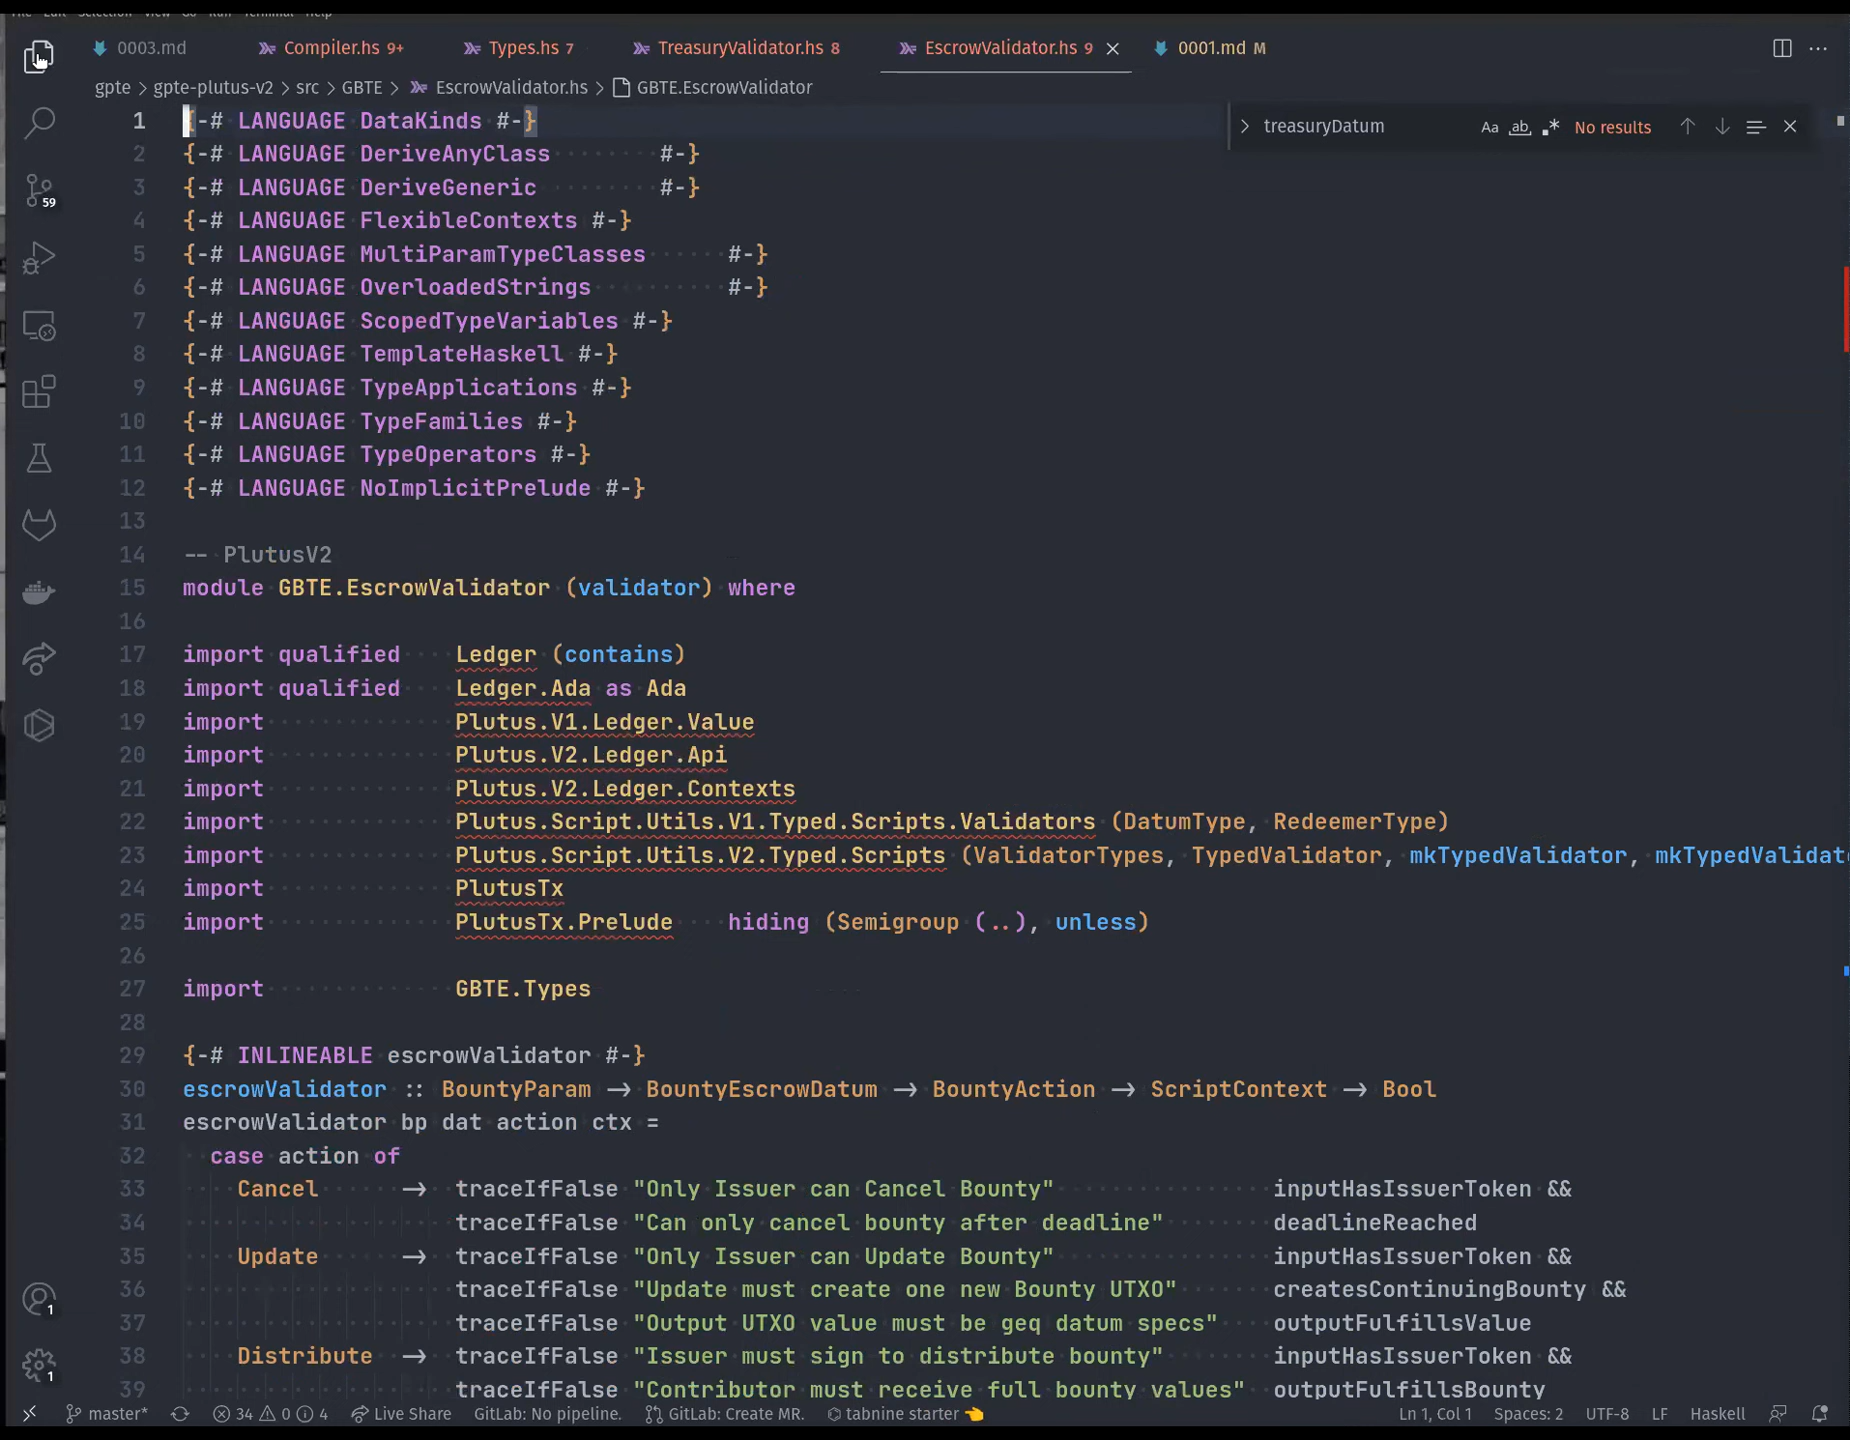 0003.md Compiler.hs 9+ Types.hs 7 TreasuryValidator.hs 8 EscrowValidator.hs 9 0001.md M
gpte > gpte-plutus-v2 > src > GBTE > EscrowValidator.hs > GBTE.EscrowValidator
treasuryDatum Aa ab .* No results
1 {-# LANGUAGE DataKinds #-}
2 {-# LANGUAGE DeriveAnyClass #-}
3 {-# LANGUAGE DeriveGeneric #-}
4 {-# LANGUAGE FlexibleContexts #-}
5 {-# LANGUAGE MultiParamTypeClasses #-}
6 {-# LANGUAGE OverloadedStrings #-}
7 {-# LANGUAGE ScopedTypeVariables #-}
8 {-# LANGUAGE TemplateHaskell #-}
9 {-# LANGUAGE TypeApplications #-}
10 {-# LANGUAGE TypeFamilies #-}
11 {-# LANGUAGE TypeOperators #-}
12 {-# LANGUAGE NoImplicitPrelude #-}
13
14 -- PlutusV2
15 module GBTE.EscrowValidator (validator) where
16
17 import qualified Ledger (contains)
18 import qualified Ledger.Ada as Ada
19 import Plutus.V1.Ledger.Value
20 import Plutus.V2.Ledger.Api
21 import Plutus.V2.Ledger.Contexts
22 import Plutus.Script.Utils.V1.Typed.Scripts.Validators (DatumType, RedeemerType)
23 import Plutus.Script.Utils.V2.Typed.Scripts (ValidatorTypes, TypedValidator, mkTypedValidator, mkTypedValidat
24 import PlutusTx
25 import PlutusTx.Prelude hiding (Semigroup (..), unless)
26
27 import GBTE.Types
28
29 {-# INLINEABLE escrowValidator #-}
30 escrowValidator :: BountyParam -> BountyEscrowDatum -> BountyAction -> ScriptContext -> Bool
31 escrowValidator bp dat action ctx =
32 case action of
33 Cancel -> traceIfFalse "Only Issuer can Cancel Bounty" inputHasIssuerToken &&
34 traceIfFalse "Can only cancel bounty after deadline" deadlineReached
35 Update -> traceIfFalse "Only Issuer can Update Bounty" inputHasIssuerToken &&
36 traceIfFalse "Update must create one new Bounty UTXO" createsContinuingBounty &&
37 traceIfFalse "Output UTXO value must be geq datum specs" outputFulfillsValue
38 Distribute -> traceIfFalse "Issuer must sign to distribute bounty" inputHasIssuerToken &&
39 traceIfFalse "Contributor must receive full bounty values" outputFulfillsBounty
59
1
1
master* 34 0 4 Live Share GitLab: No pipeline. GitLab: Create MR. tabnine starter 👈 Ln 1, Col 1 Spaces: 2 UTF-8 LF Haskell